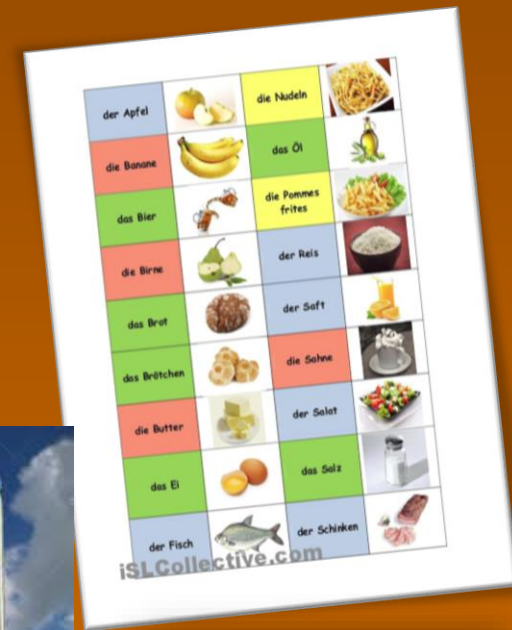 der Apfel
die Nudeln
die Banane
das Öl
das Bier
die Pommes
frites
die Birne
der Reis
das Brot
der Saft
das Brötchen
die Sahne
die Butter
der Salat
das Ei
das Salz
der Fisch
der Schinken
iSLCollective.com